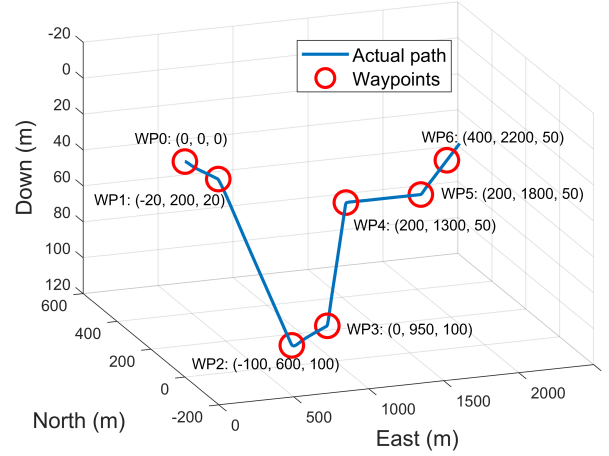 -20
0
20
40
60
80
100
120
Down (m)
Actual path
Waypoints
WP0: (0, 0, 0)
WP1: (-20, 200, 20)
WP2: (-100, 600, 100)
WP3: (0, 950, 100)
WP4: (200, 1300, 50)
WP5: (200, 1800, 50)
WP6: (400, 2200, 50)
600
400
200
0
-200
North (m)
0
500
1000
1500
2000
East (m)